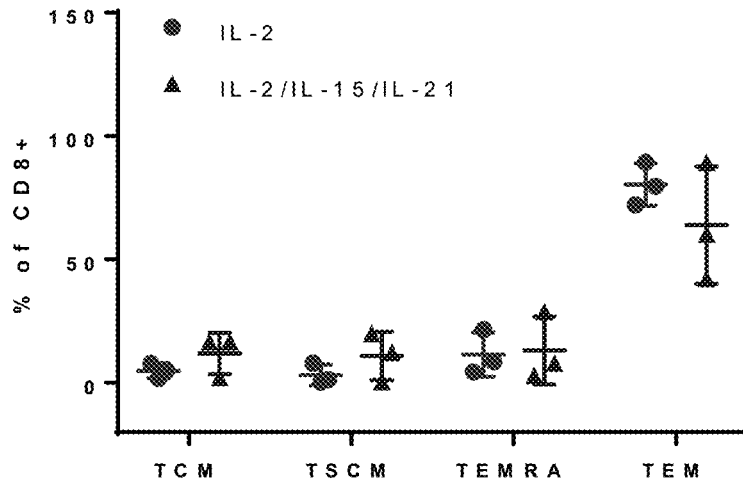 150
IL-2
IL-2/IL-15/IL-21
100
% of CD8+
50
0
TCM TSCM TEMRA TEM